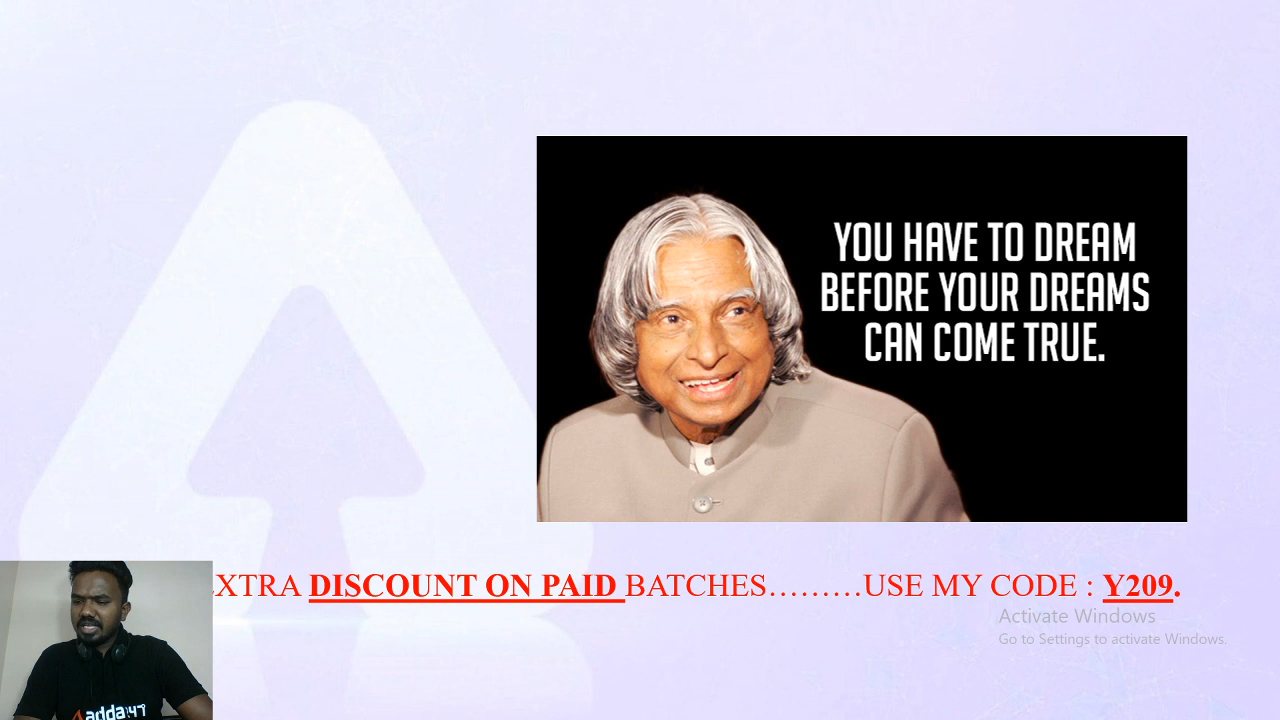 YOU HAVE TO DREAM
BEFORE YOUR DREAMS
CAN COME TRUE.
XTRA DISCOUNT ON PAID BATCHES………USE MY CODE : Y209.
Activate Windows
Go to Settings to activate Windows.
adda247